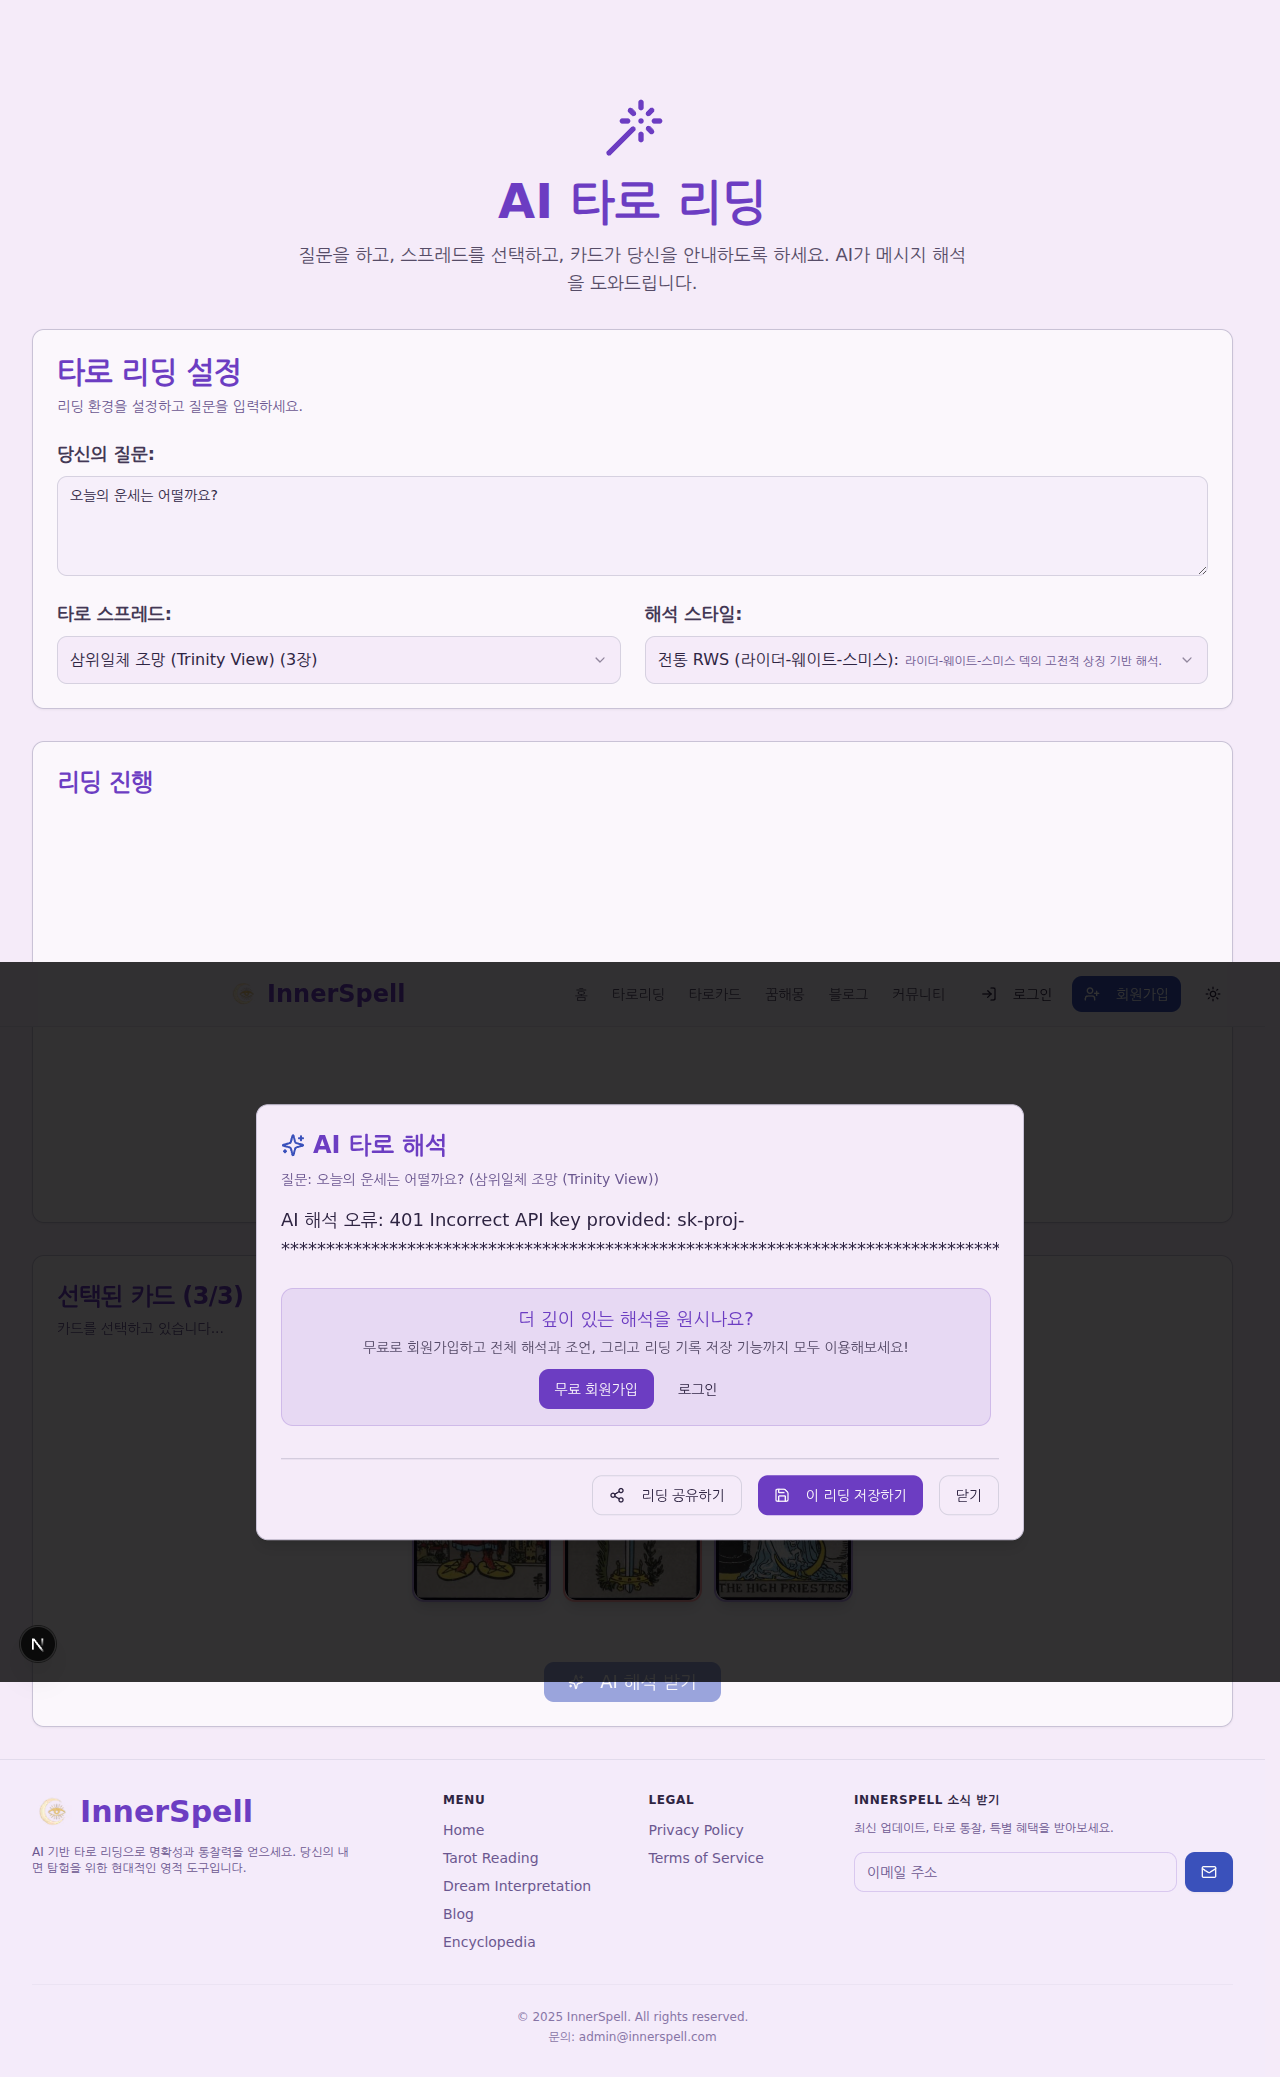 AI 타로 리딩
질문을 하고, 스프레드를 선택하고, 카드가 당신을 안내하도록 하세요. AI가 메시지 해석
을 도와드립니다.
타로 리딩 설정
리딩 환경을 설정하고 질문을 입력하세요.
당신의 질문:
오늘의 운세는 어떨까요?
타로 스프레드:
해석 스타일:
삼위일체 조망 (Trinity View) (3장)
전통 RWS (라이더-웨이트-스미스): 라이더-웨이트-스미스 덱의 고전적 상징 기반 해석.
리딩 진행
InnerSpell
홈 타로리딩 타로카드 꿈해몽 블로그 커뮤니티 로그인 회원가입
AI 타로 해석
질문: 오늘의 운세는 어떨까요? (삼위일체 조망 (Trinity View))
AI 해석 오류: 401 Incorrect API key provided: sk-proj-
********************************************************************************
더 깊이 있는 해석을 원시나요?
무료로 회원가입하고 전체 해석과 조언, 그리고 리딩 기록 저장 기능까지 모두 이용해보세요!
무료 회원가입 로그인
리딩 공유하기 이 리딩 저장하기 닫기
선택된 카드 (3/3)
카드를 선택하고 있습니다...
THE HIGH PRIESTESS
N
AI 해석 받기
InnerSpell
AI 기반 타로 리딩으로 명확성과 통찰력을 얻으세요. 당신의 내
면 탐험을 위한 현대적인 영적 도구입니다.
MENU
Home
Tarot Reading
Dream Interpretation
Blog
Encyclopedia
LEGAL
Privacy Policy
Terms of Service
INNERSPELL 소식 받기
최신 업데이트, 타로 통찰, 특별 혜택을 받아보세요.
이메일 주소
© 2025 InnerSpell. All rights reserved.
문의: admin@innerspell.com